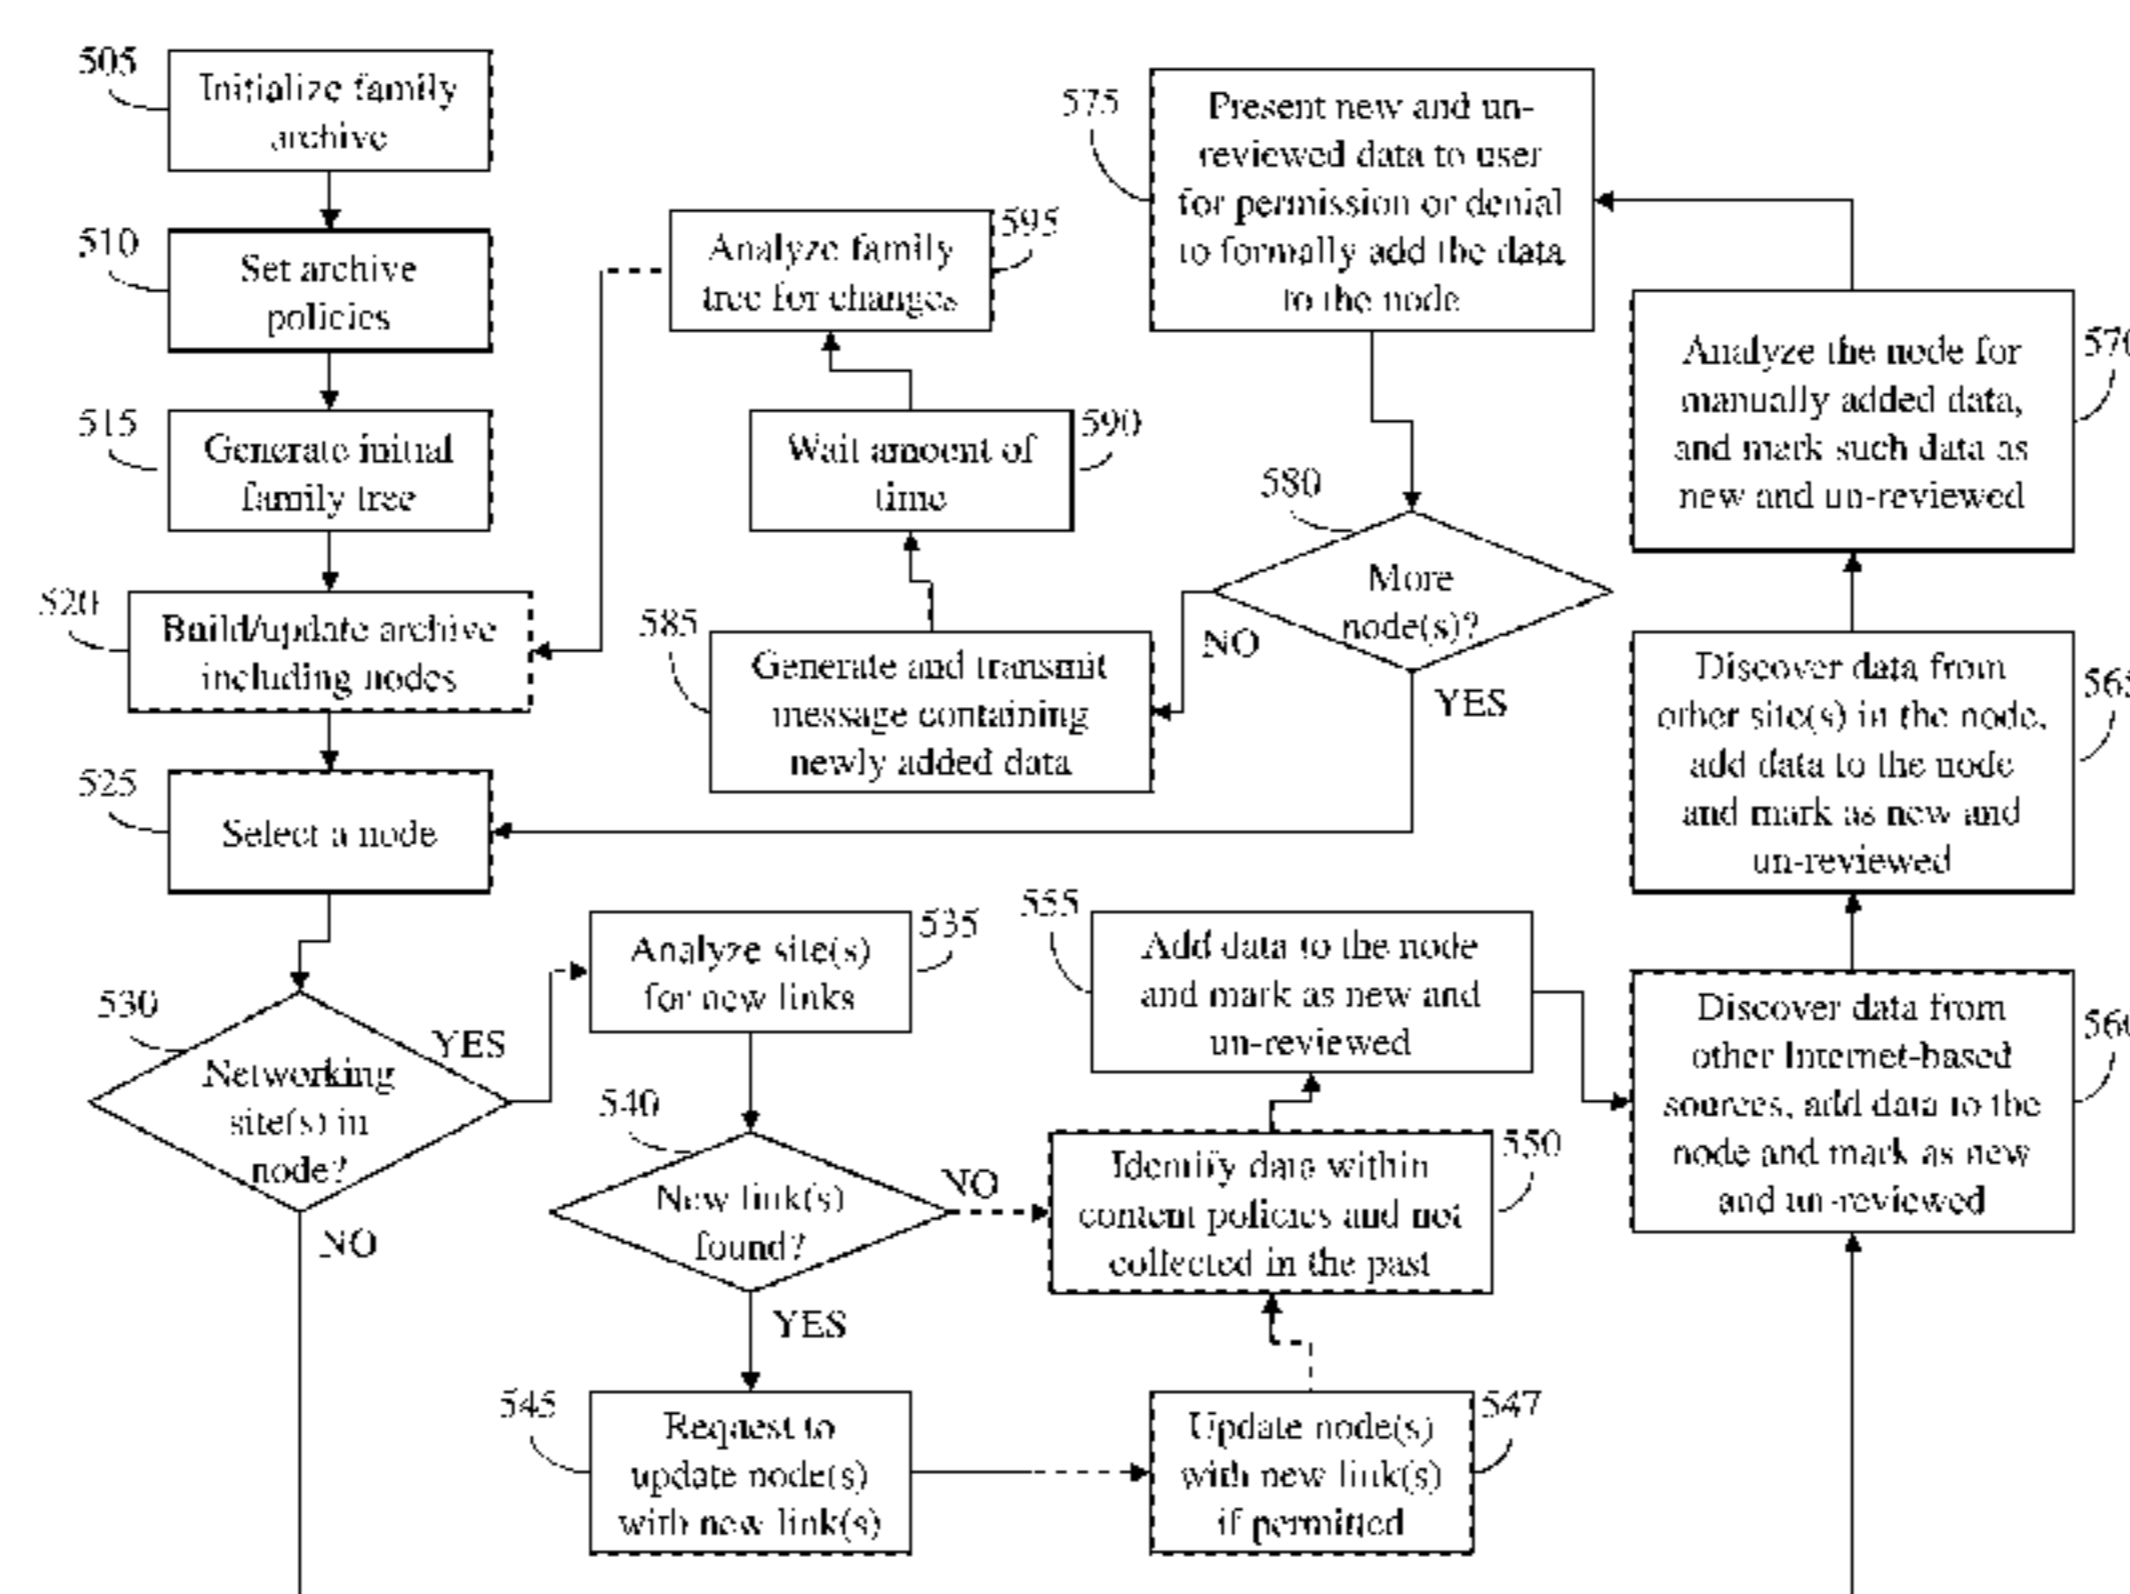 505
Initialize family
archive
510
Set archive
policies
515
Generate initial
family tree
520
Build/update archive
including nodes
525
Select a node
530
Networking
site(s) in
node?
YES
NO
535
Analyze site(s)
for new links
540
New link(s)
found?
NO
YES
545
Request to
update node(s)
with new link(s)
547
Update node(s)
with new link(s)
if permitted
550
Identify data within
content policies and not
collected in the past
555
Add data to the node
and mark as new and
un-reviewed
560
Discover data from
other Internet-based
sources, add data to the
node and mark as new
and un-reviewed
565
Discover data from
other site(s) in the node,
add data to the node
and mark as new and
un-reviewed
570
Analyze the node for
manually added data,
and mark such data as
new and un-reviewed
575
Present new and un-
reviewed data to user
for permission or denial
to formally add the data
to the node
580
More
node(s)?
NO
YES
585
Generate and transmit
message containing
newly added data
590
Wait amount of
time
595
Analyze family
tree for changes